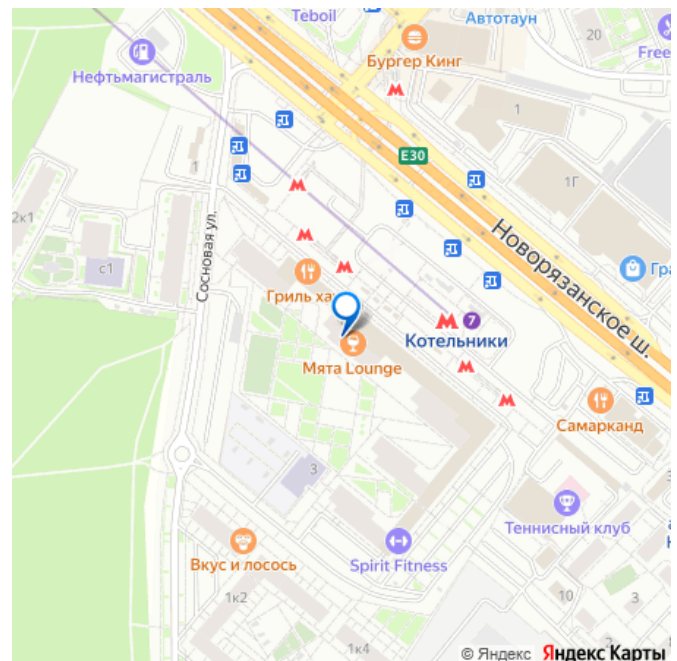 Teboil
Автотаун
20
Free
Бургер Кинг
Нефтьмагистраль
1
E30
1
1Г
2к1
с1
Сосновая ул.
Новорязанское ш.
Гра
Гриль ха
7
Котельники
Мята Lounge
Самарканд
3
Теннисный клуб
Вкус и лосось
Spirit Fitness
10
3
1к2
1к4
© Яндекс Яндекс Карты